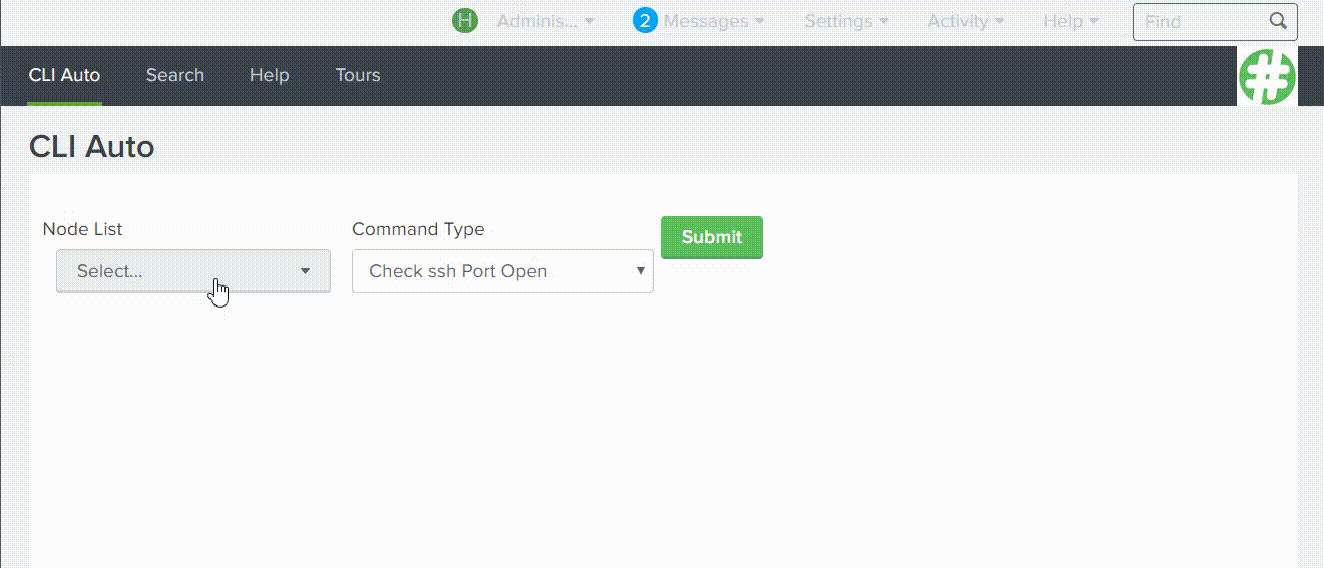 H Adminis... 2 Messages Settings Activity Help Find
CLI Auto Search Help Tours
#
CLI Auto
Node List Command Type Submit
Select... Check ssh Port Open